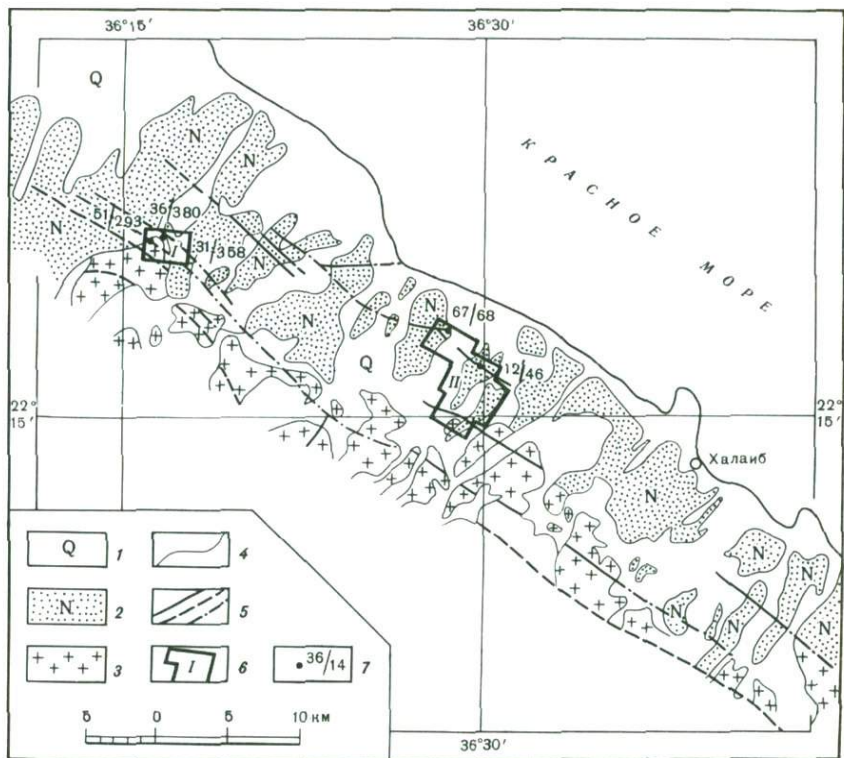 36°15'
36°30'
Q
N
N
КРАСНОЕ МОРЕ
51/293
36/380
N
I
31/358
N
N
N
67/68
Q
II
12/46
22°
15'
22°
15'
Халаиб
N
N
N
N
N
N
Q 1
4
N 2
5
3
I 6
36/14 7
5 0 5 10 км
36°30'